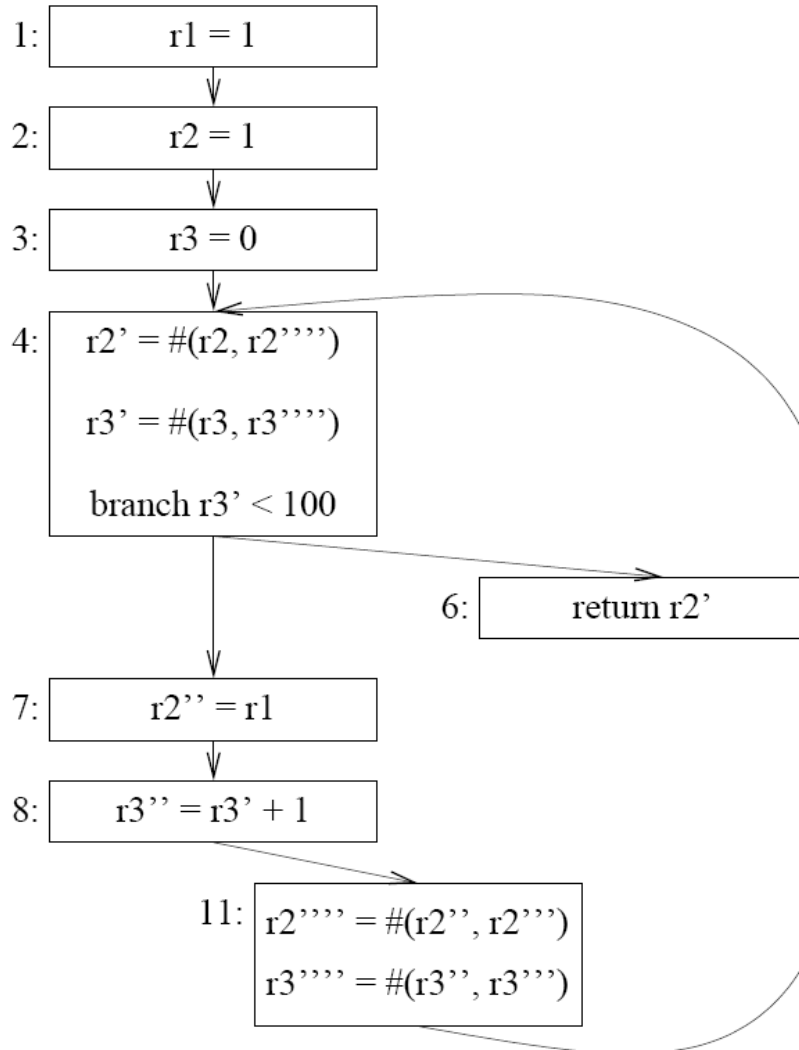 1: r1 = 1
2: r2 = 1
3: r3 = 0
4: r2’ = #(r2, r2’’’’)
r3’ = #(r3, r3’’’’)
branch r3’ < 100
6: return r2’
7: r2’’ = r1
8: r3’’ = r3’ + 1
11: r2’’’’ = #(r2’’, r2’’’)
r3’’’’ = #(r3’’, r3’’’)